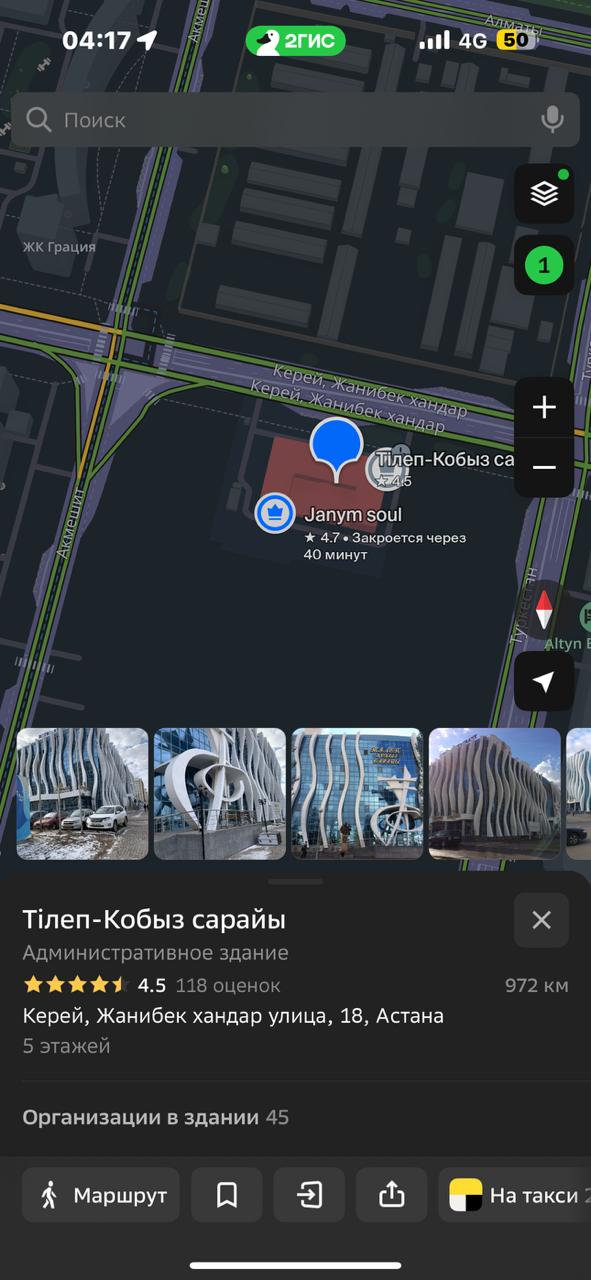 04:17
2ГИС
4G
50
Алматы
Акмешит
Поиск
ЖК Грация
1
Керей, Жанибек хандар
Керей, Жанибек хандар
Тілеп-Кобыз са
★ 4.5
Janym soul
★ 4.7 • Закроется через
40 минут
Акмешит
Туркестан
Altyn E
Тілеп-Кобыз сарайы
Административное здание
4.5 118 оценок
972 км
Керей, Жанибек хандар улица, 18, Астана
5 этажей
Организации в здании 45
Маршрут
На такси 2